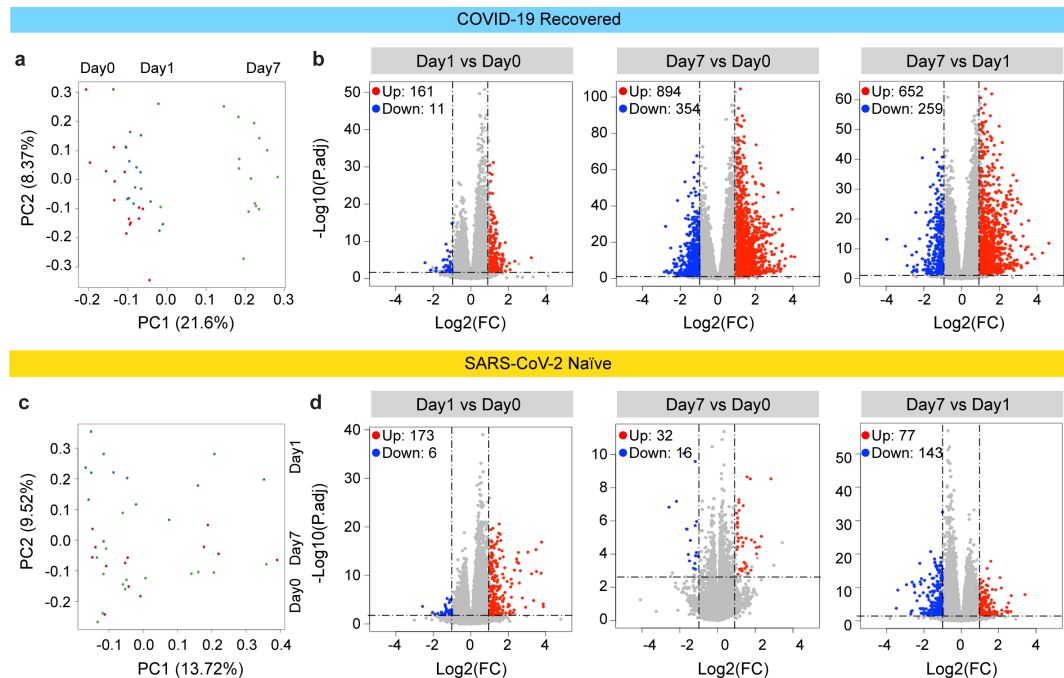 COVID-19 Recovered
a
Day0 Day1 Day7
0.3
0.2
0.1
0.0
-0.1
-0.2
-0.3
PC2 (8.37%)
-0.2 -0.1 0.0 0.1 0.2 0.3
PC1 (21.6%)
b
Day1 vs Day0
Up: 161
Down: 11
50
40
30
20
10
0
-Log10(P.adj)
-4 -2 0 2 4
Log2(FC)
Day7 vs Day0
Up: 894
Down: 354
100
80
60
40
20
0
-4 -2 0 2 4
Log2(FC)
Day7 vs Day1
Up: 652
Down: 259
60
50
40
30
20
10
0
-4 -2 0 2 4
Log2(FC)
SARS-CoV-2 Naïve
c
0.3
0.2
0.1
0.0
-0.1
-0.2
PC2 (9.52%)
-0.1 0.0 0.1 0.2 0.3 0.4
PC1 (13.72%)
Day0 Day7 Day1
d
Day1 vs Day0
Up: 173
Down: 6
40
30
20
10
0
-Log10(P.adj)
-4 -2 0 2 4
Log2(FC)
Day7 vs Day0
Up: 32
Down: 16
10
8
6
4
2
0
-4 -2 0 2 4
Log2(FC)
Day7 vs Day1
Up: 77
Down: 143
50
40
30
20
10
0
-4 -2 0 2 4
Log2(FC)